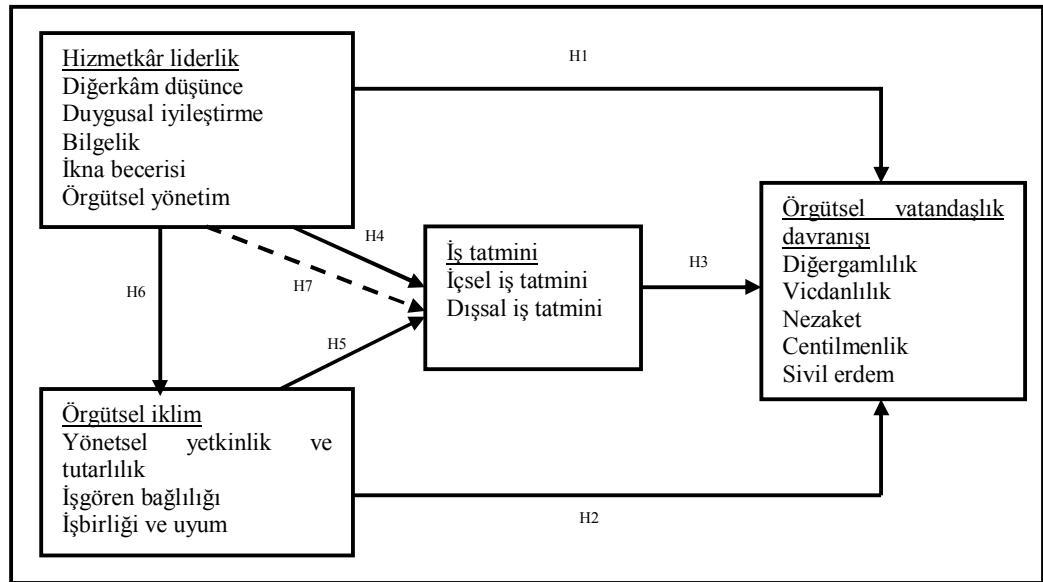 Hizmetkâr liderlik
Diğerkâm düşünce
Duygusal iyileştirme
Bilgelik
İkna becerisi
Örgütsel yönetim
H1
Örgütsel vatandaşlık
davranışı
Diğergamlılık
Vicdanlılık
Nezaket
Centilmenlik
Sivil erdem
H4
İş tatmini
İçsel iş tatmini
Dışsal iş tatmini
H3
H6
H7
H5
Örgütsel iklim
Yönetsel yetkinlik ve
tutarlılık
İşgören bağlılığı
İşbirliği ve uyum
H2